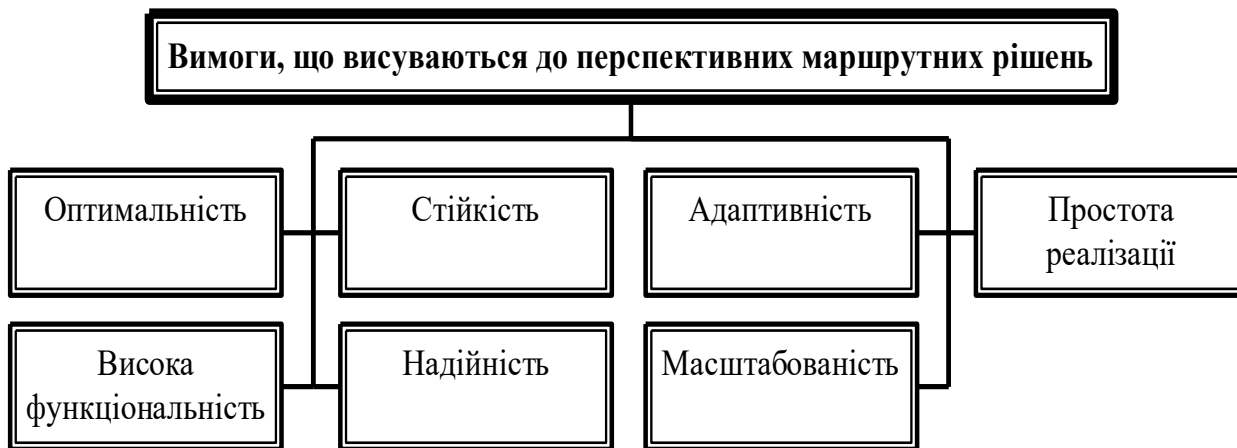 Вимоги, що висуваються до перспективних маршрутних рішень
Оптимальність
Стійкість
Адаптивність
Простота
реалізації
Висока
функціональність
Надійність
Масштабованість